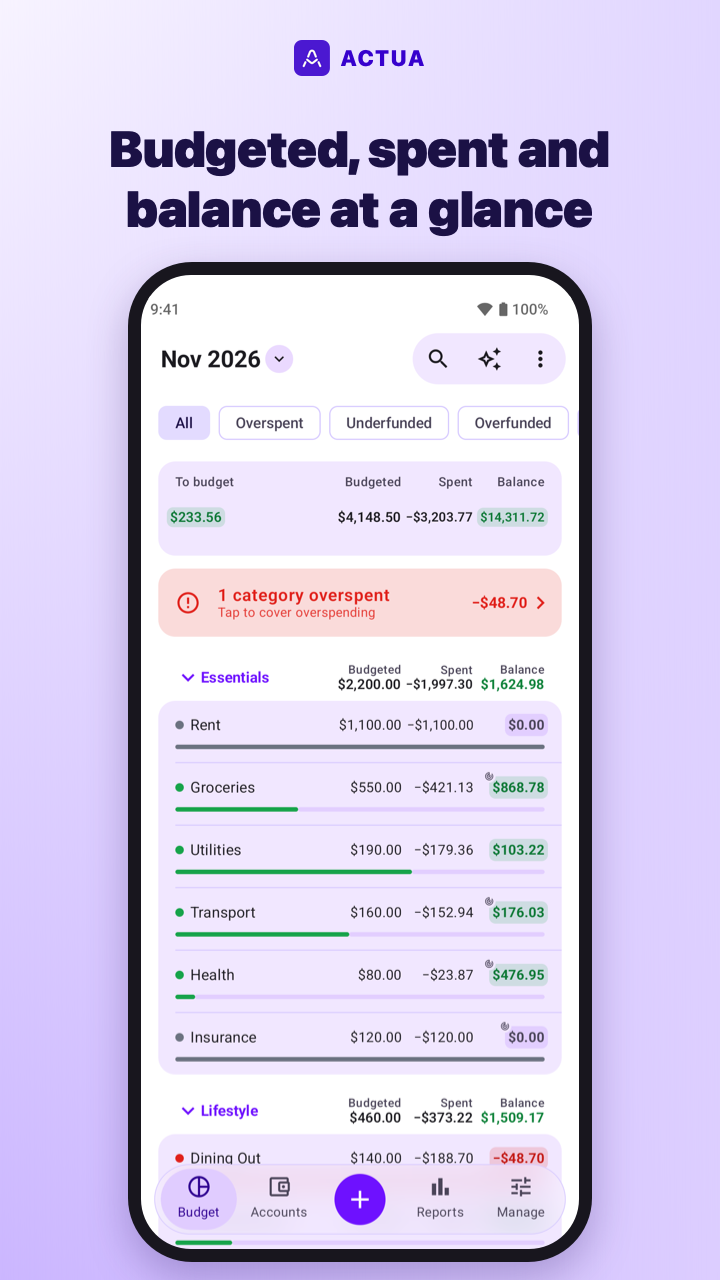 ACTUA
Budgeted, spent and
balance at a glance
9:41 100%
Nov 2026
All Overspent Underfunded Overfunded
To budget Budgeted Spent Balance
$233.56 $4,148.50 −$3,203.77 $14,311.72
1 category overspent
Tap to cover overspending
−$48.70
Essentials
Budgeted Spent Balance
$2,200.00 −$1,997.30 $1,624.98
Rent $1,100.00 −$1,100.00 $0.00
Groceries $550.00 −$421.13 $868.78
Utilities $190.00 −$179.36 $103.22
Transport $160.00 −$152.94 $176.03
Health $80.00 −$23.87 $476.95
Insurance $120.00 −$120.00 $0.00
Lifestyle
Budgeted Spent Balance
$460.00 −$373.22 $1,509.17
Dining Out $140.00 −$188.70 −$48.70
Budget Accounts Reports Manage